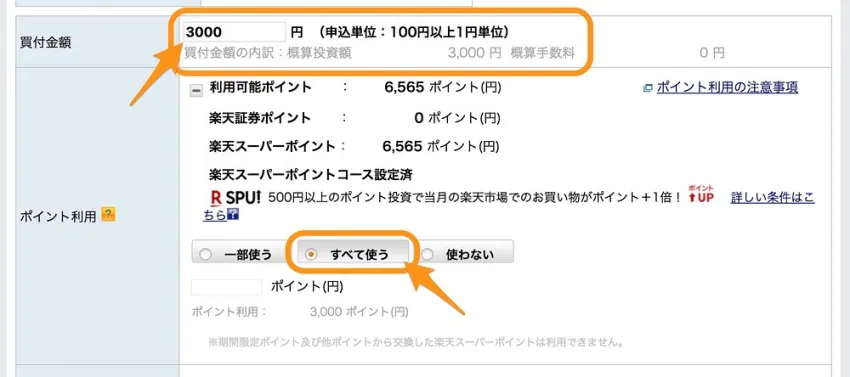 買付金額
3000 円 （申込単位：100円以上1円単位）
買付金額の内訳：概算投資額 3,000 円 概算手数料 0 円
利用可能ポイント ： 6,565 ポイント(円)
ポイント利用の注意事項
楽天証券ポイント ： 0 ポイント(円)
楽天スーパーポイント： 6,565 ポイント(円)
楽天スーパーポイントコース設定済
R SPU! 500円以上のポイント投資で当月の楽天市場でのお買い物がポイント＋1倍！ ポイントUP 詳しい条件はこ
ちら?
ポイント利用 ?
一部使う すべて使う 使わない
ポイント(円)
ポイント利用： 3,000 ポイント(円)
※期間限定ポイント及び他ポイントから交換した楽天スーパーポイントは利用できません。